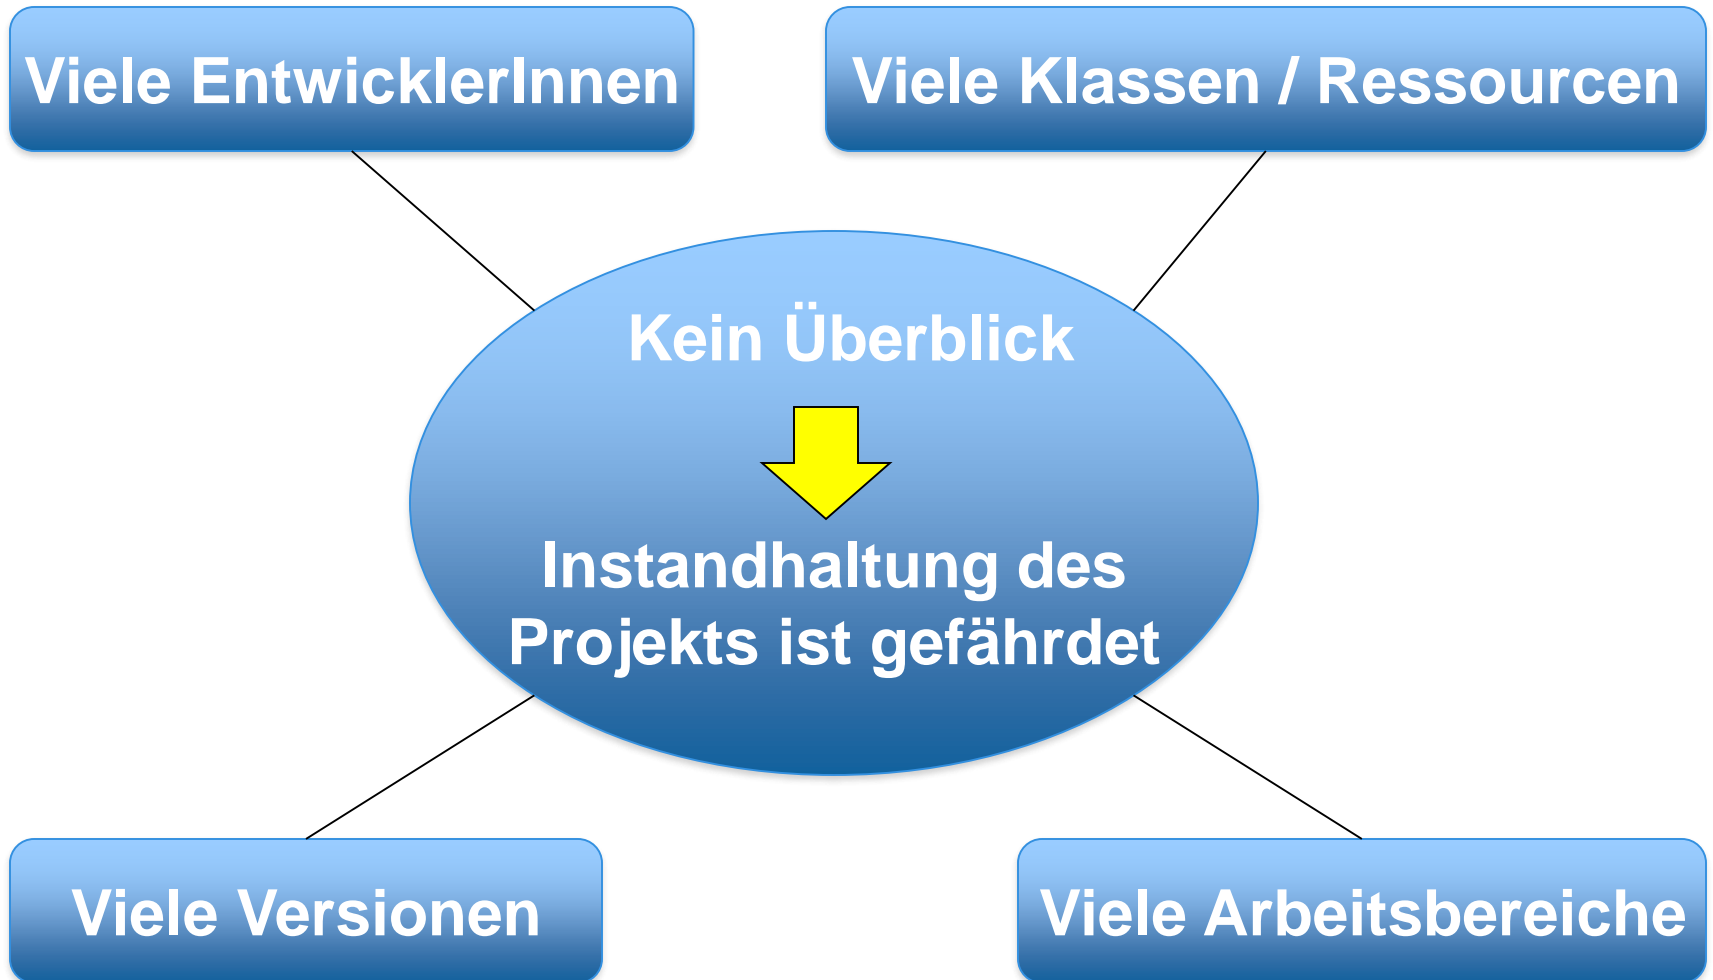 Viele EntwicklerInnen
Viele Klassen / Ressourcen
Kein Überblick
Instandhaltung des
Projekts ist gefährdet
Viele Versionen
Viele Arbeitsbereiche